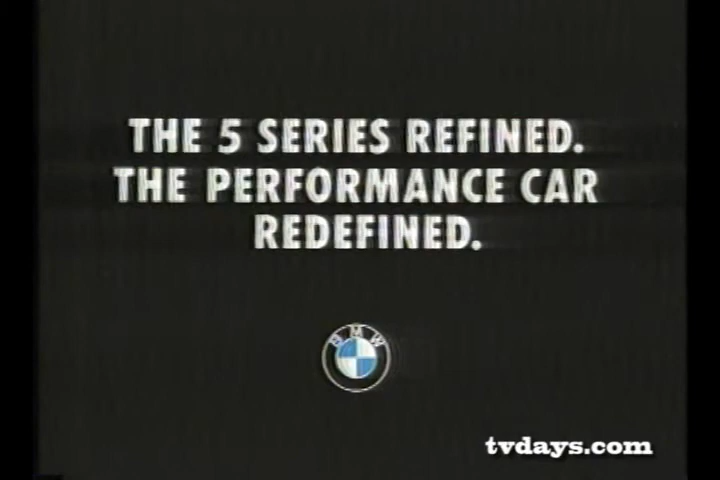 THE 5 SERIES REFINED.
THE PERFORMANCE CAR
REDEFINED.
BMW
tvdays.com